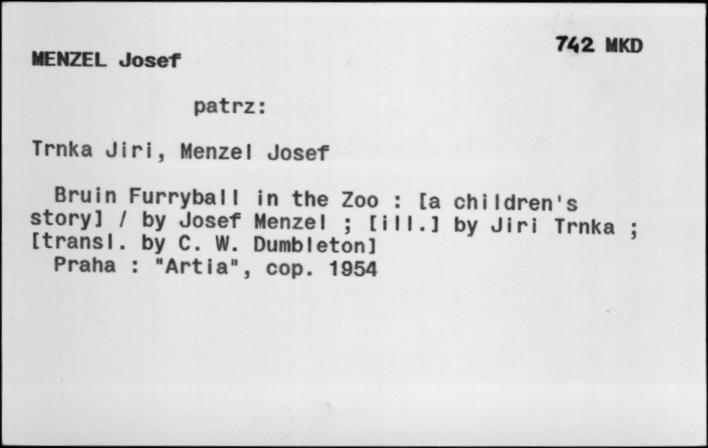 742 MKD
MENZEL Josef
patrz:
Trnka Jiri, Menzel Josef
Bruin Furryball in the Zoo : [a children's
story] / by Josef Menzel ; [ill.] by Jiri Trnka ;
[transl. by C. W. Dumbleton]
Praha : "Artia", cop. 1954